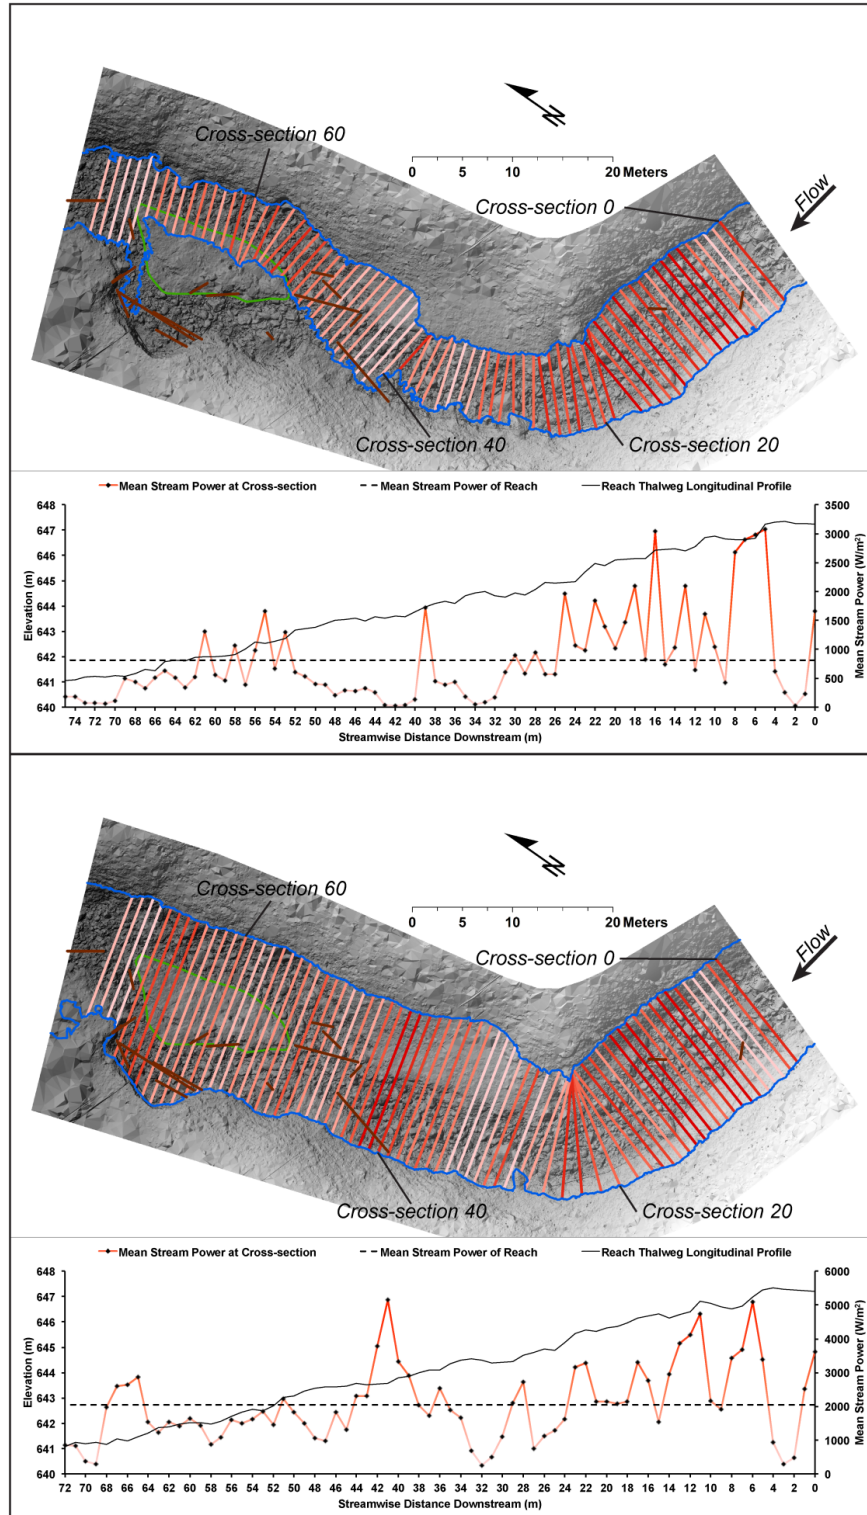 N
Cross-section 60
0 5 10 20 Meters
Cross-section 0
Flow
Cross-section 40
Cross-section 20
Mean Stream Power at Cross-section
Mean Stream Power of Reach
Reach Thalweg Longitudinal Profile
648
647
646
645
644
643
642
641
640
Elevation (m)
3500
3000
2500
2000
1500
1000
500
0
Mean Stream Power (W/m²)
74 72 70 68 66 64 62 60 58 56 54 52 50 48 46 44 42 40 38 36 34 32 30 28 26 24 22 20 18 16 14 12 10 8 6 4 2 0
Streamwise Distance Downstream (m)
N
Cross-section 60
0 5 10 20 Meters
Cross-section 0
Flow
Cross-section 40
Cross-section 20
Mean Stream Power at Cross-section
Mean Stream Power of Reach
Reach Thalweg Longitudinal Profile
648
647
646
645
644
643
642
641
640
Elevation (m)
6000
5000
4000
3000
2000
1000
0
Mean Stream Power (W/m²)
72 70 68 66 64 62 60 58 56 54 52 50 48 46 44 42 40 38 36 34 32 30 28 26 24 22 20 18 16 14 12 10 8 6 4 2 0
Streamwise Distance Downstream (m)